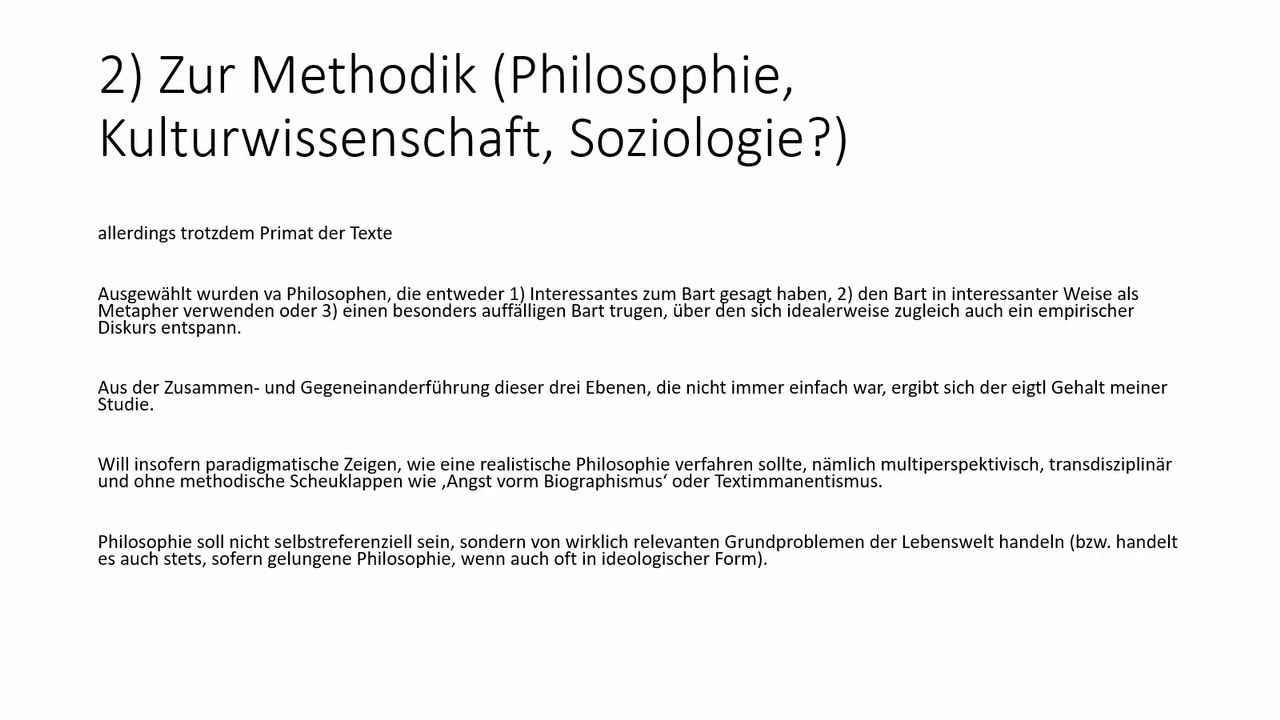 2) Zur Methodik (Philosophie,
Kulturwissenschaft, Soziologie?)
allerdings trotzdem Primat der Texte
Ausgewählt wurden va Philosophen, die entweder 1) Interessantes zum Bart gesagt haben, 2) den Bart in interessanter Weise als
Metapher verwenden oder 3) einen besonders auffälligen Bart trugen, über den sich idealerweise zugleich auch ein empirischer
Diskurs entspann.
Aus der Zusammen- und Gegeneinanderführung dieser drei Ebenen, die nicht immer einfach war, ergibt sich der eigtl Gehalt meiner
Studie.
Will insofern paradigmatische Zeigen, wie eine realistische Philosophie verfahren sollte, nämlich multiperspektivisch, transdisziplinär
und ohne methodische Scheuklappen wie ‚Angst vorm Biographismus‘ oder Textimmanentismus.
Philosophie soll nicht selbstreferenziell sein, sondern von wirklich relevanten Grundproblemen der Lebenswelt handeln (bzw. handelt
es auch stets, sofern gelungene Philosophie, wenn auch oft in ideologischer Form).